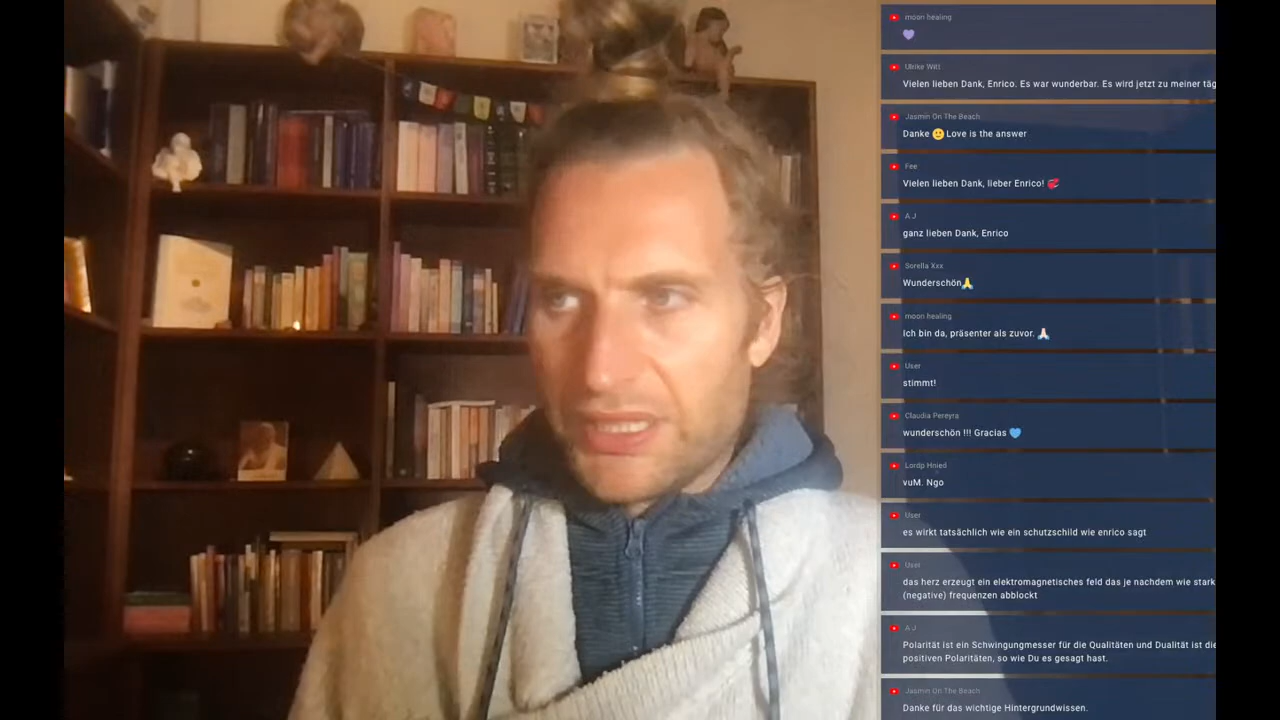 moon healing
💜
Ulrike Witt
Vielen lieben Dank, Enrico. Es war wunderbar. Es wird jetzt zu meiner täg
Jasmin On The Beach
Danke 🙂 Love is the answer
Fee
Vielen lieben Dank, lieber Enrico! 💞
A J
ganz lieben Dank, Enrico
Sorella Xxx
Wunderschön🙏
moon healing
Ich bin da, präsenter als zuvor. 🙏🏻
User
stimmt!
Claudia Pereyra
wunderschön !!! Gracias 💙
Lordp Hnied
vuM. Ngo
User
es wirkt tatsächlich wie ein schutzschild wie enrico sagt
User
das herz erzeugt ein elektromagnetisches feld das je nachdem wie stark
(negative) frequenzen abblockt
A J
Polarität ist ein Schwingungmesser für die Qualitäten und Dualität ist die
positiven Polaritäten, so wie Du es gesagt hast.
Jasmin On The Beach
Danke für das wichtige Hintergrundwissen.